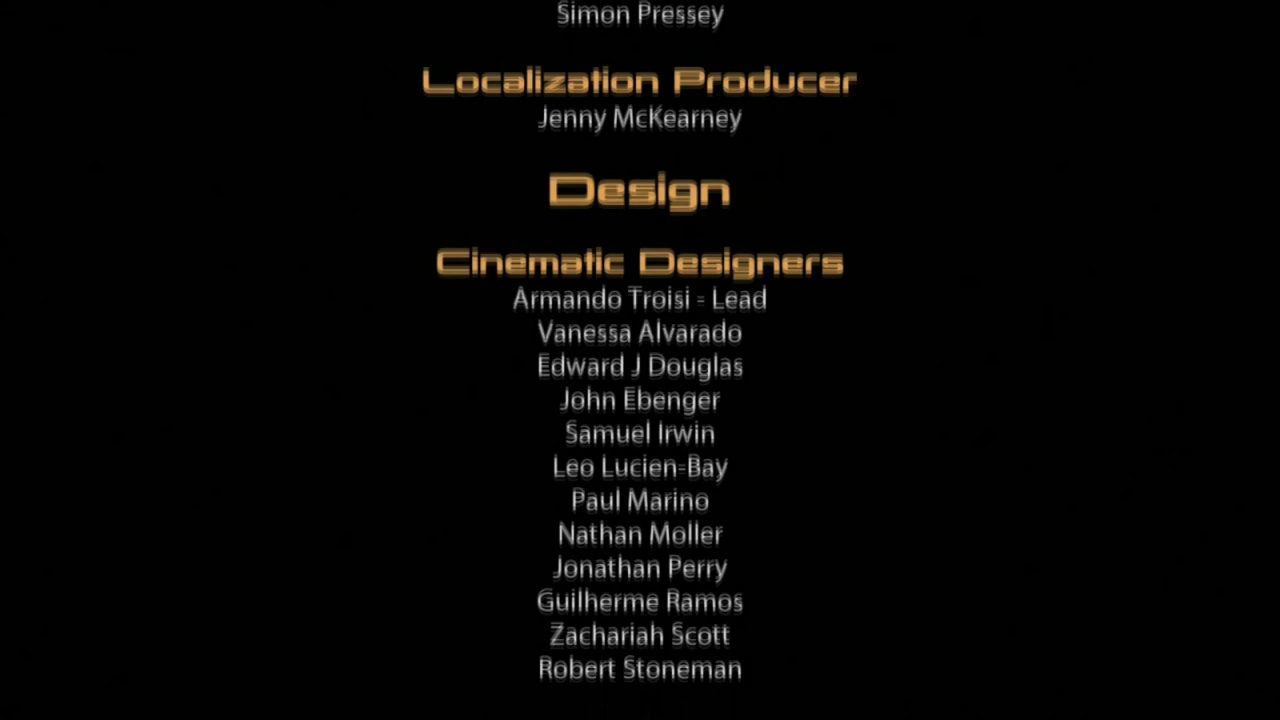 Simon Pressey
Localization Producer
Jenny McKearney
Design
Cinematic Designers
Armando Troisi - Lead
Vanessa Alvarado
Edward J Douglas
John Ebenger
Samuel Irwin
Leo Lucien-Bay
Paul Marino
Nathan Moller
Jonathan Perry
Guilherme Ramos
Zachariah Scott
Robert Stoneman